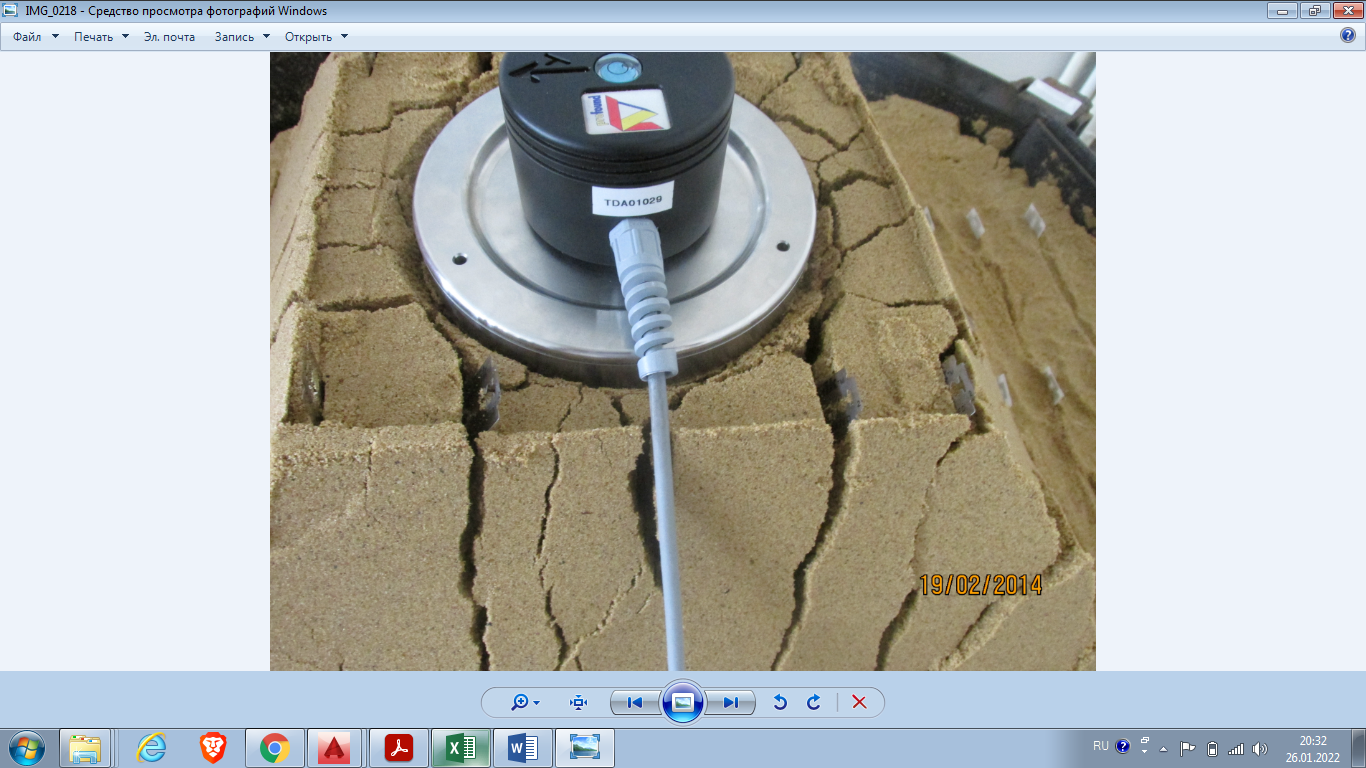 IMG_0218 - Средство просмотра фотографий Windows
Файл Печать Эл. почта Запись Открыть
profound
TDA01029
19/02/2014
RU
20:32
26.01.2022